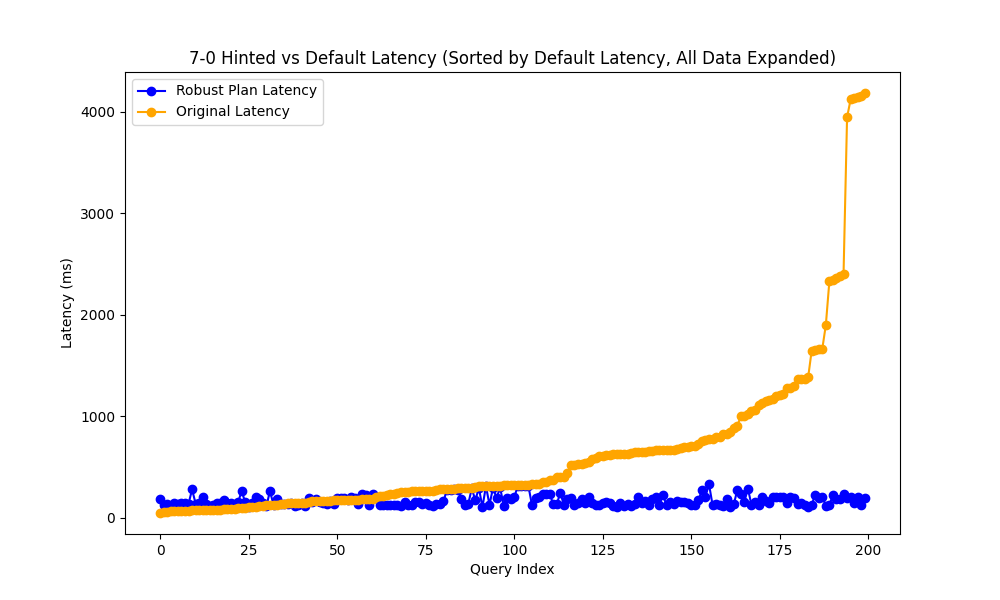 7-0 Hinted vs Default Latency (Sorted by Default Latency, All Data Expanded)
Robust Plan Latency
Original Latency
4000
3000
2000
1000
0
Latency (ms)
0 25 50 75 100 125 150 175 200
Query Index